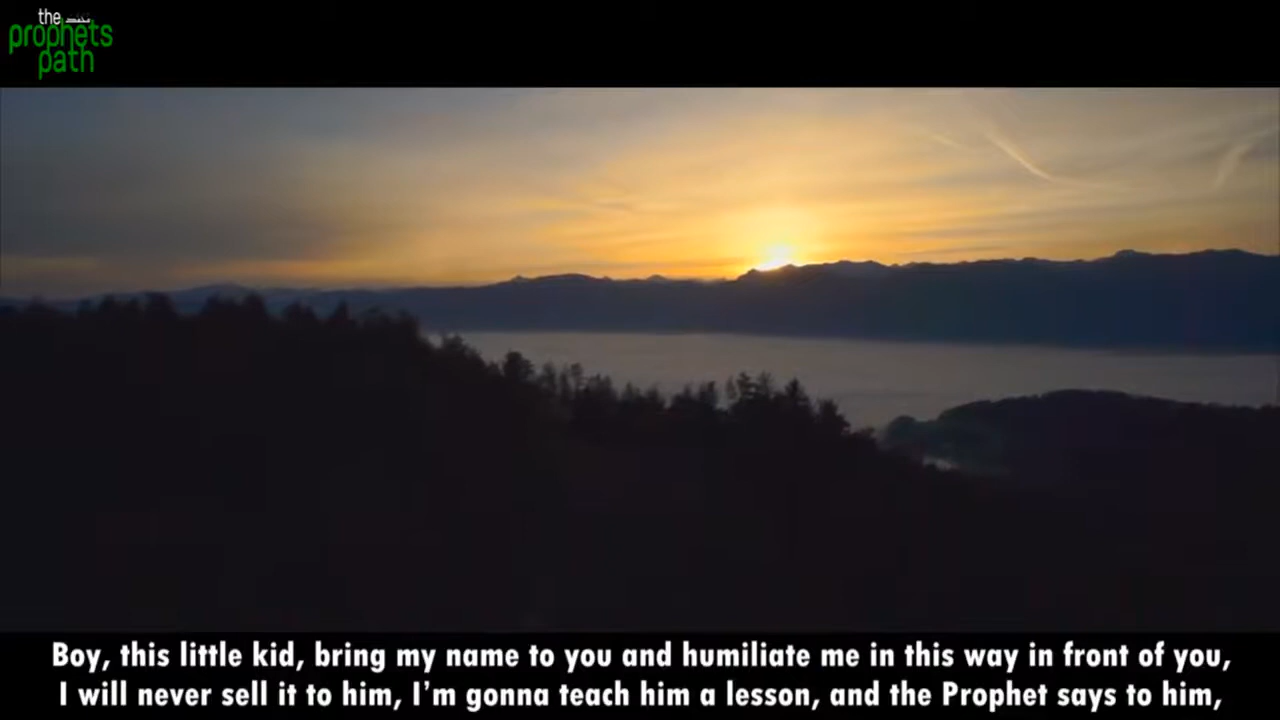 the
prophets
path
Boy, this little kid, bring my name to you and humiliate me in this way in front of you,
I will never sell it to him, I'm gonna teach him a lesson, and the Prophet says to him,